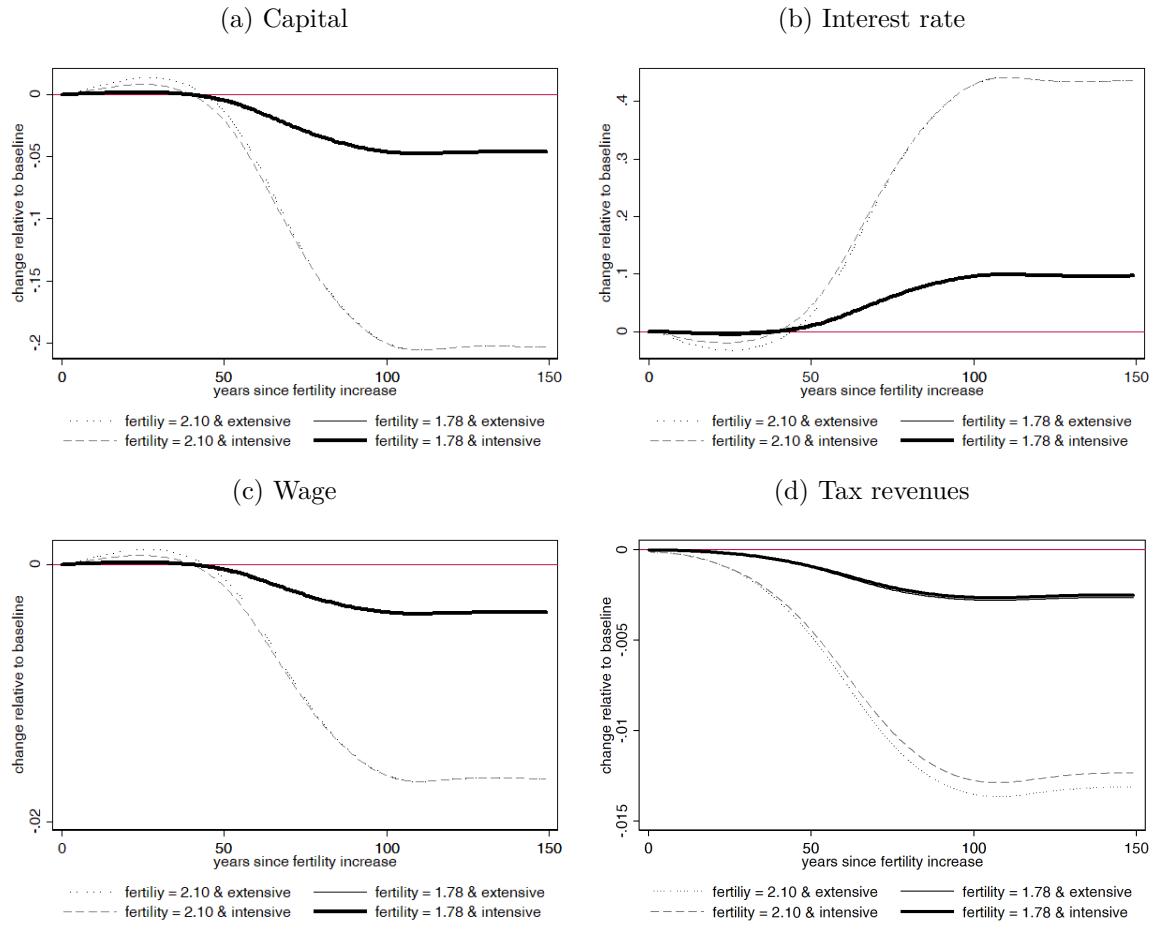 (a) Capital
(b) Interest rate
change relative to baseline
0
-.05
-.1
-.15
-.2
0 50 100 150
years since fertility increase
fertiliy = 2.10 & extensive fertility = 1.78 & extensive
fertility = 2.10 & intensive fertility = 1.78 & intensive
change relative to baseline
.4
.3
.2
.1
0
0 50 100 150
years since fertility increase
fertiliy = 2.10 & extensive fertility = 1.78 & extensive
fertility = 2.10 & intensive fertility = 1.78 & intensive
(c) Wage
(d) Tax revenues
change relative to baseline
0
-.02
0 50 100 150
years since fertility increase
fertiliy = 2.10 & extensive fertility = 1.78 & extensive
fertility = 2.10 & intensive fertility = 1.78 & intensive
change relative to baseline
0
-.005
-.01
-.015
0 50 100 150
years since fertility increase
fertiliy = 2.10 & extensive fertility = 1.78 & extensive
fertility = 2.10 & intensive fertility = 1.78 & intensive